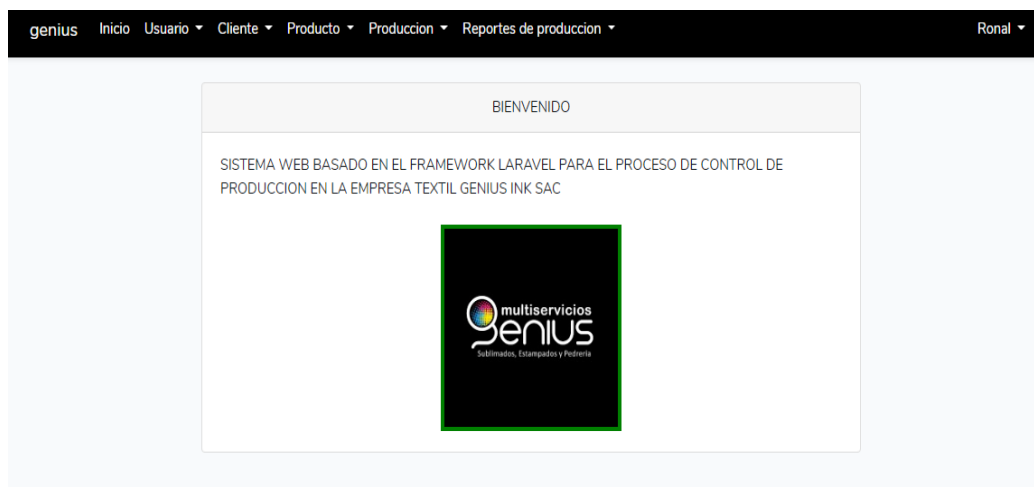 genius Inicio Usuario Cliente Producto Produccion Reportes de produccion Ronal
BIENVENIDO
SISTEMA WEB BASADO EN EL FRAMEWORK LARAVEL PARA EL PROCESO DE CONTROL DE
PRODUCCION EN LA EMPRESA TEXTIL GENIUS INK SAC
multiservicios
genius
Sublimados, Estampados y Pedrería